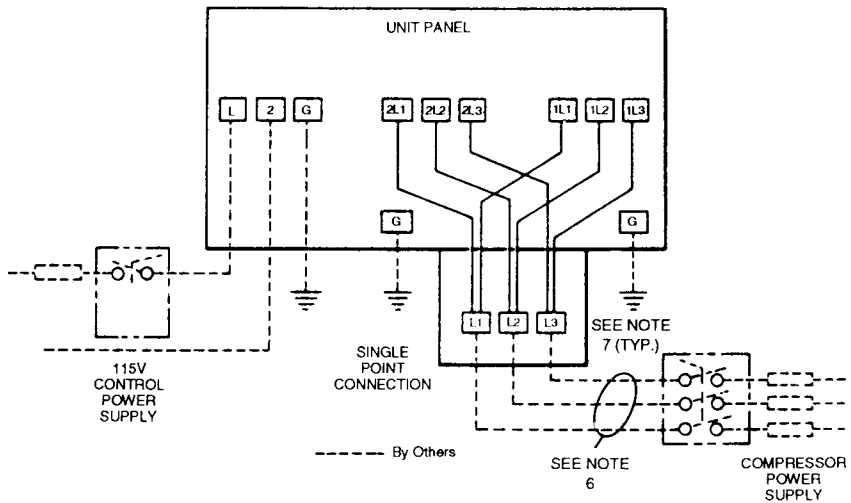 UNIT PANEL
L 2 G 2L1 2L2 2L3 1L1 1L2 1L3
G G
L1 L2 L3
SEE NOTE
7 (TYP.)
SINGLE
POINT
CONNECTION
115V
CONTROL
POWER
SUPPLY
By Others
SEE NOTE
6
COMPRESSOR
POWER
SUPPLY